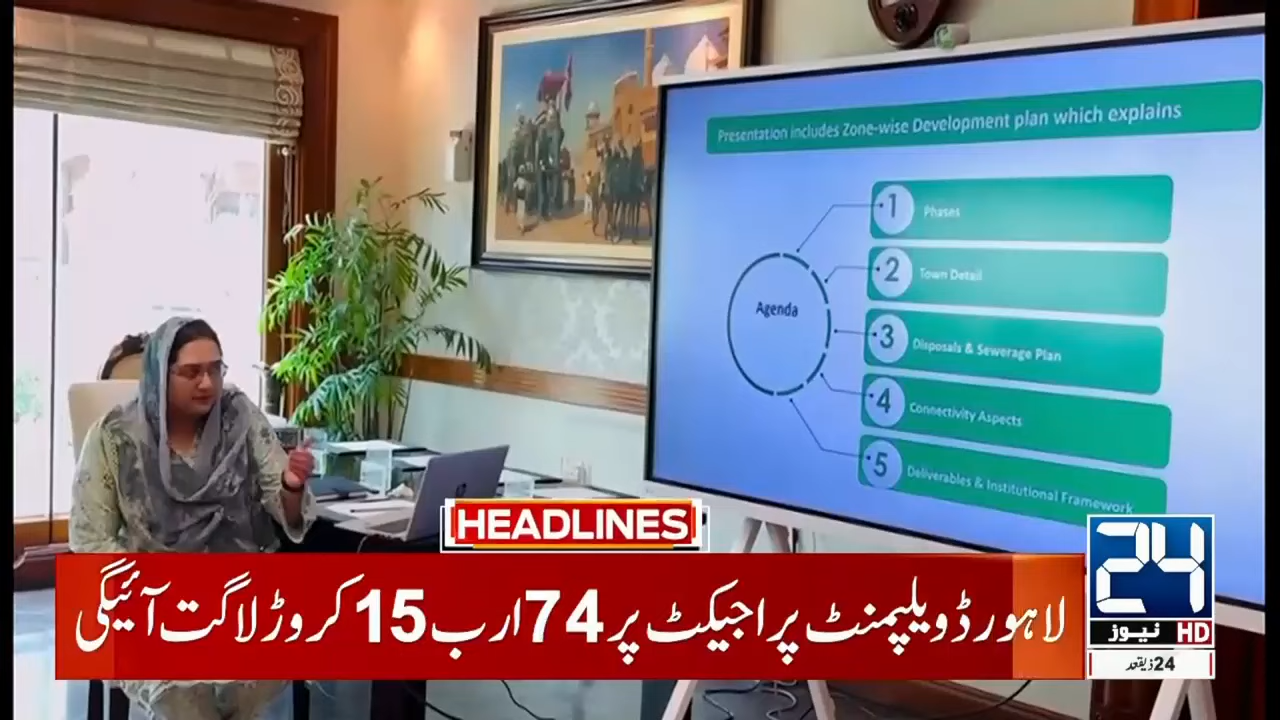 Presentation includes Zone-wise Development plan which explains
Agenda
1 Phases
2 Town Detail
3 Disposals & Sewerage Plan
4 Connectivity Aspects
5 Deliverables & Institutional Framework
HEADLINES
لاہور ڈویلپمنٹ پراجیکٹ پر 74 ارب 15 کروڑ لاگت آئیگی
24
نیوز HD
24 ذیقعد